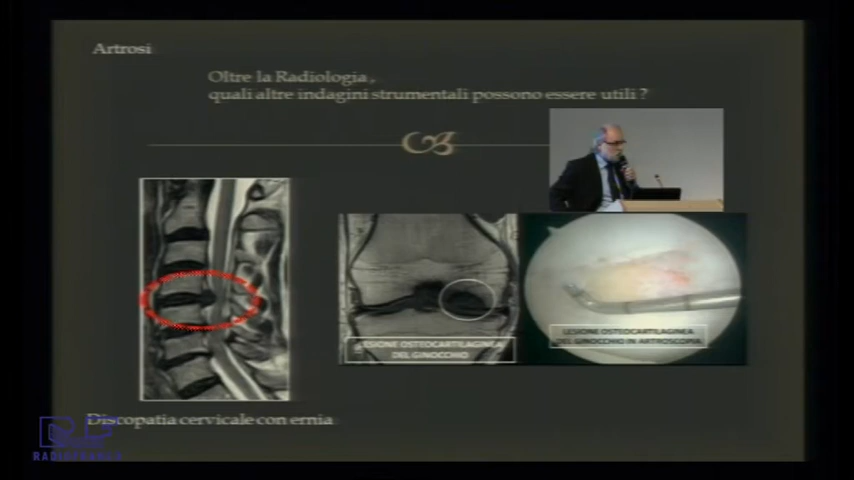 Artrosi
Oltre la Radiologia ,
quali altre indagini strumentali possono essere utili ?
LESIONE OSTEOCARTILAGINEA
DEL GINOCCHIO
LESIONE OSTEOCARTILAGINEA
DEL GINOCCHIO IN ARTROSCOPIA
Discopatia cervicale con ernia